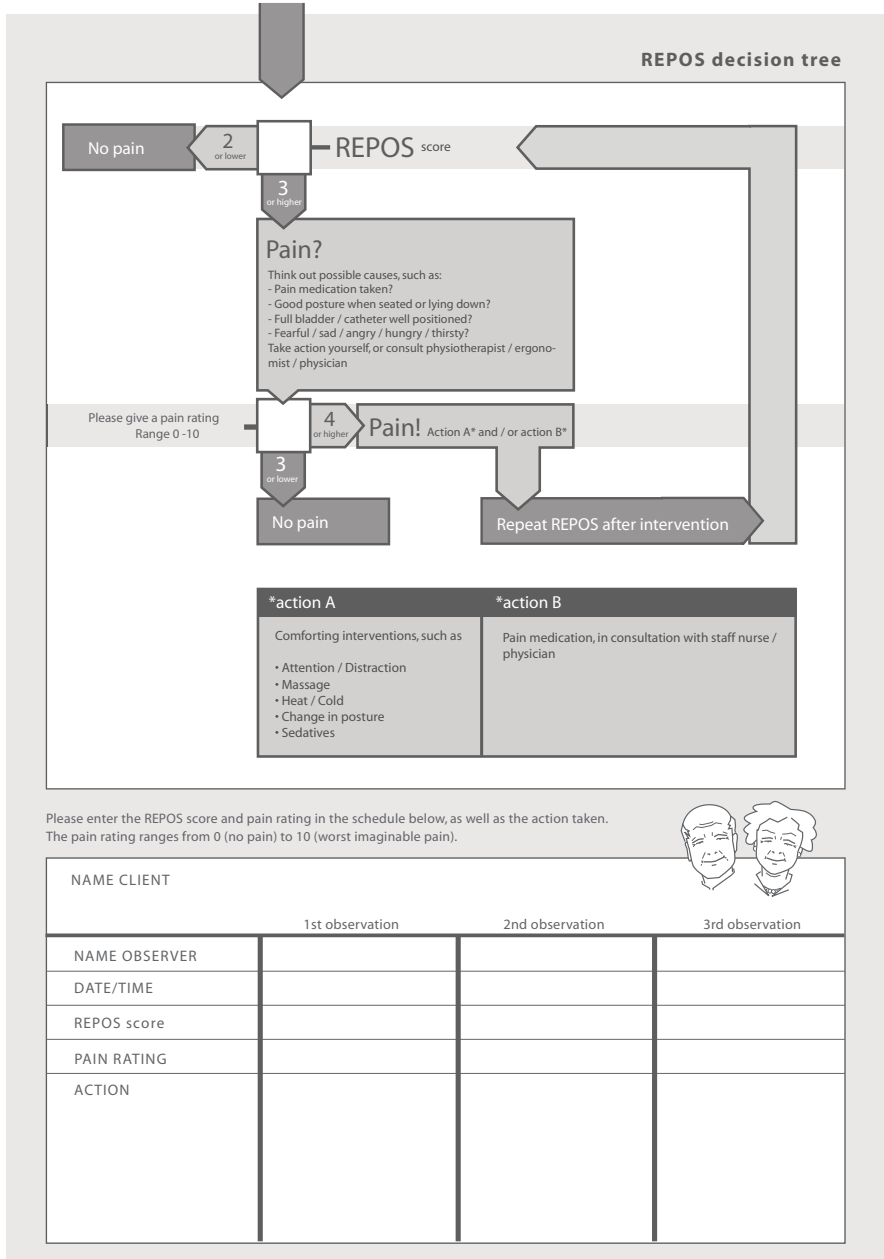 REPOS decision tree
No pain
2
or lower
REPOS score
3
or higher
Pain?
Think out possible causes, such as:
- Pain medication taken?
- Good posture when seated or lying down?
- Full bladder / catheter well positioned?
- Fearful / sad / angry / hungry / thirsty?
Take action yourself, or consult physiotherapist / ergono-
mist / physician
Please give a pain rating
Range 0 -10
4
or higher
Pain! Action A* and / or action B*
3
or lower
No pain
Repeat REPOS after intervention
*action A
Comforting interventions, such as
• Attention / Distraction
• Massage
• Heat / Cold
• Change in posture
• Sedatives
*action B
Pain medication, in consultation with staff nurse /
physician
Please enter the REPOS score and pain rating in the schedule below, as well as the action taken.
The pain rating ranges from 0 (no pain) to 10 (worst imaginable pain).
NAME CLIENT
1st observation
2nd observation
3rd observation
NAME OBSERVER
DATE/TIME
REPOS score
PAIN RATING
ACTION